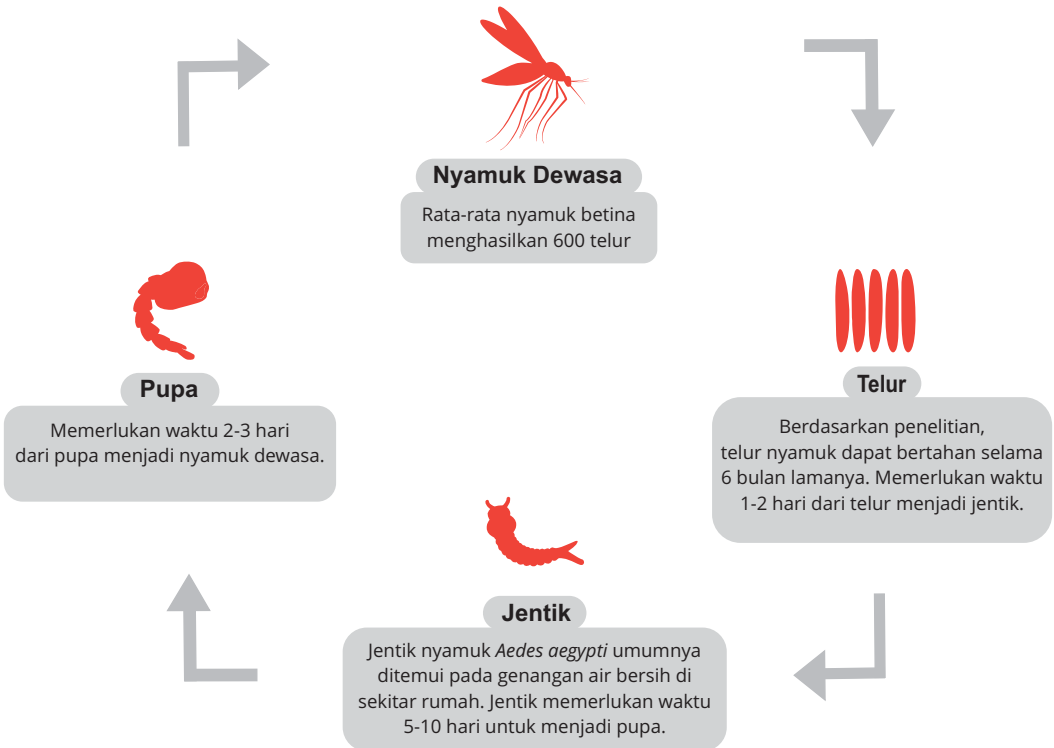 Nyamuk Dewasa
Rata-rata nyamuk betina
menghasilkan 600 telur
Telur
Berdasarkan penelitian,
telur nyamuk dapat bertahan selama
6 bulan lamanya. Memerlukan waktu
1-2 hari dari telur menjadi jentik.
Jentik
Jentik nyamuk Aedes aegypti umumnya
ditemui pada genangan air bersih di
sekitar rumah. Jentik memerlukan waktu
5-10 hari untuk menjadi pupa.
Pupa
Memerlukan waktu 2-3 hari
dari pupa menjadi nyamuk dewasa.